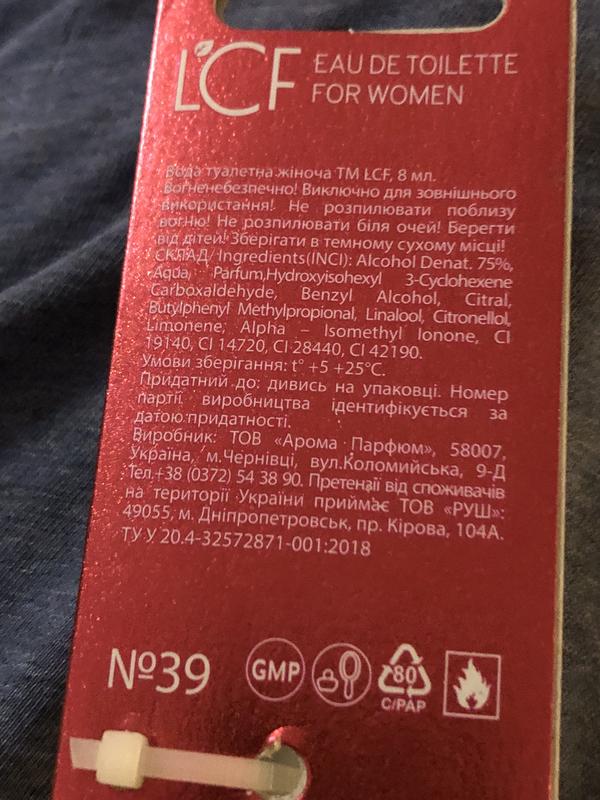 LCF
EAU DE TOILETTE
FOR WOMEN
Вода туалетна жіноча ТМ LCF, 8 мл.
Вогненебезпечно! Виключно для зовнішнього
використання! Не розпилювати поблизу
вогню! Не розпилювати біля очей! Берегти
від дітей! Зберігати в темному сухому місці!
СКЛАД/ Ingredients(INCI): Alcohol Denat. 75%,
Aqua, Parfum,Hydroxyisohexyl 3-Cyclohexene
Carboxaldehyde, Benzyl Alcohol, Citral,
Butylphenyl Methylpropional, Linalool, Citronellol,
Limonene, Alpha – Isomethyl Ionone, CI
19140, CI 14720, CI 28440, CI 42190.
Умови зберігання: t° +5 +25°C.
Придатний до: дивись на упаковці. Номер
партії виробництва ідентифікується за
датою придатності.
Виробник: ТОВ «Арома Парфюм», 58007,
Україна, м.Чернівці, вул.Коломийська, 9-Д
Тел.+38 (0372) 54 38 90. Претензії від споживачів
на території України приймає ТОВ «РУШ»:
49055, м. Дніпропетровськ, пр. Кірова, 104А.
ТУ У 20.4-32572871-001:2018
№39
GMP
80
C/PAP